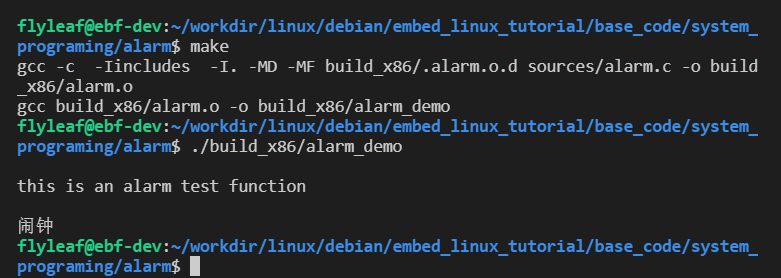 flyleaf@ebf-dev:~/workdir/linux/debian/embed_linux_tutorial/base_code/system_
programing/alarm$ make
gcc -c  -Iincludes  -I. -MD -MF build_x86/.alarm.o.d sources/alarm.c -o build
_x86/alarm.o
gcc build_x86/alarm.o -o build_x86/alarm_demo
flyleaf@ebf-dev:~/workdir/linux/debian/embed_linux_tutorial/base_code/system_
programing/alarm$ ./build_x86/alarm_demo
this is an alarm test function
闹钟
flyleaf@ebf-dev:~/workdir/linux/debian/embed_linux_tutorial/base_code/system_
programing/alarm$